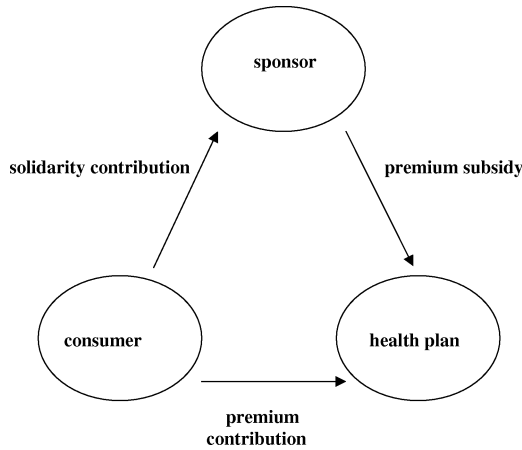 sponsor
solidarity contribution
premium subsidy
consumer
health plan
premium
contribution